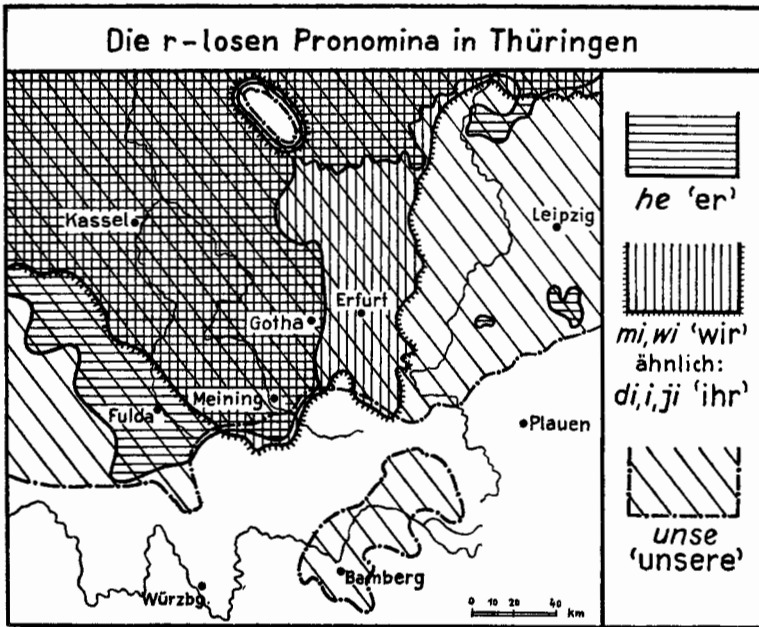 Die r-losen Pronomina in Thüringen
Kassel
Leipzig
Erfurt
Gotha
Meining
Fulda
Plauen
Bamberg
Würzbg.
0 10 20 40
km
he 'er'
mi, wi 'wir'
ähnlich:
di, i, ji 'ihr'
unse
'unsere'